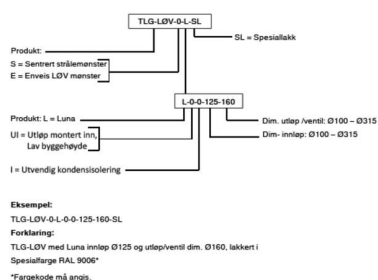 TLG-LØV-0-L-SL
SL = Spesiallakk
Produkt:
S = Sentrert strålemønster
E = Enveis LØV mønster
L-0-0-125-160
Produkt: L = Luna
Dim. utløp /ventil: Ø100 – Ø315
UI = Utløp montert inn,
Lav byggehøyde
Dim- innløp: Ø100 – Ø315
I = Utvendig kondensisolering
Eksempel:
TLG-LØV-0-L-0-0-125-160-SL
Forklaring:
TLG-LØV med Luna innløp Ø125 og utløp/ventil dim. Ø160, lakkert i
Spesialfarge RAL 9006*
*Fargekode må angis.